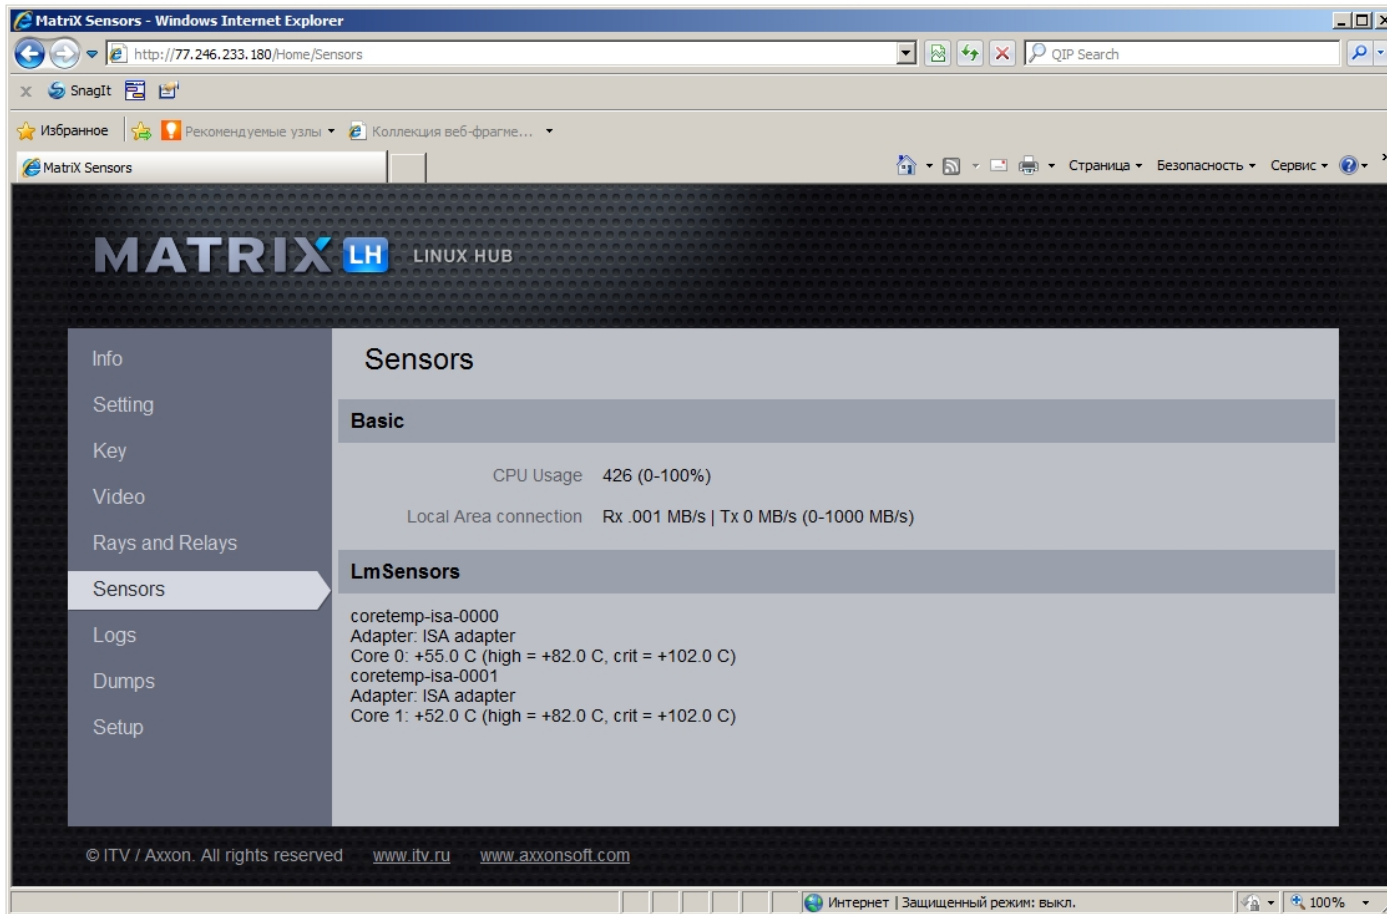 MatriX Sensors - Windows Internet Explorer
http://77.246.233.180/Home/Sensors
QIP Search
x SnagIt
Избранное Рекомендуемые узлы Коллекция веб-фрагме...
MatriX Sensors
Страница Безопасность Сервис
MATRIX LH LINUX HUB
Info
Setting
Key
Video
Rays and Relays
Sensors
Logs
Dumps
Setup
Sensors
Basic
CPU Usage 426 (0-100%)
Local Area connection Rx .001 MB/s | Tx 0 MB/s (0-1000 MB/s)
LmSensors
coretemp-isa-0000
Adapter: ISA adapter
Core 0: +55.0 C (high = +82.0 C, crit = +102.0 C)
coretemp-isa-0001
Adapter: ISA adapter
Core 1: +52.0 C (high = +82.0 C, crit = +102.0 C)
© ITV / Axxon. All rights reserved www.itv.ru www.axxonsoft.com
Интернет | Защищенный режим: выкл.
100%